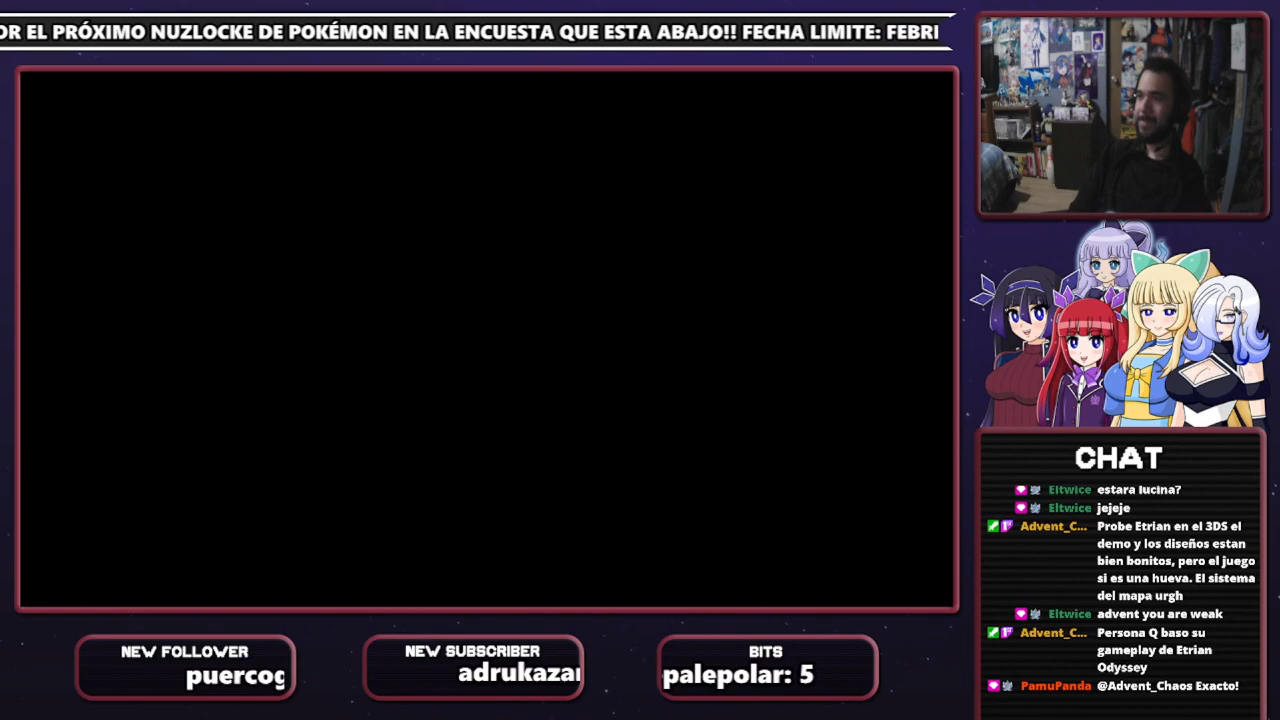 OR EL PRÓXIMO NUZLOCKE DE POKÉMON EN LA ENCUESTA QUE ESTA ABAJO!! FECHA LIMITE: FEBRI
CHAT
Eltwice estara lucina?
Eltwice jejeje
Advent_C... Probe Etrian en el 3DS el
demo y los diseños estan
bien bonitos, pero el juego
si es una hueva. El sistema
del mapa urgh
Eltwice advent you are weak
Advent_C... Persona Q baso su
gameplay de Etrian
Odyssey
PamuPanda @Advent_Chaos Exacto!
NEW FOLLOWER
puercog
NEW SUBSCRIBER
adrukazar
BITS
palepolar: 5